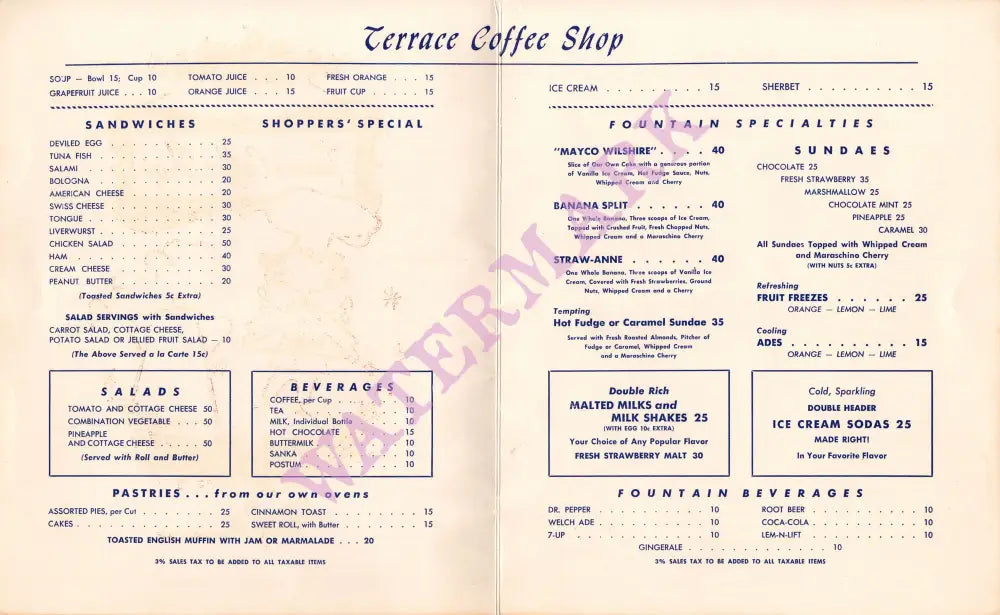 Terrace Coffee Shop
SOUP — Bowl 15; Cup 10
GRAPEFRUIT JUICE . . . 10
TOMATO JUICE . . . 10
ORANGE JUICE . . . 15
FRESH ORANGE . . . 15
FRUIT CUP . . . . . 15
SANDWICHES
DEVILED EGG . . . . . . . . . . 25
TUNA FISH . . . . . . . . . . . 35
SALAMI . . . . . . . . . . . . 30
BOLOGNA . . . . . . . . . . . 20
AMERICAN CHEESE . . . . . . . . 20
SWISS CHEESE . . . . . . . . . . 30
TONGUE . . . . . . . . . . . . 30
LIVERWURST . . . . . . . . . . . 25
CHICKEN SALAD . . . . . . . . . 50
HAM . . . . . . . . . . . . . 40
CREAM CHEESE . . . . . . . . . . 30
PEANUT BUTTER . . . . . . . . . 20
(Toasted Sandwiches 5c Extra)
SALAD SERVINGS with Sandwiches
CARROT SALAD, COTTAGE CHEESE,
POTATO SALAD OR JELLIED FRUIT SALAD — 10
(The Above Served a la Carte 15c)
SHOPPERS' SPECIAL
SALADS
TOMATO AND COTTAGE CHEESE 50
COMBINATION VEGETABLE . . . 50
PINEAPPLE
AND COTTAGE CHEESE . . . . . 50
(Served with Roll and Butter)
BEVERAGES
COFFEE, per Cup . . . . . . . . 10
TEA . . . . . . . . . . . . . 10
MILK, Individual Bottle . . . . . 10
HOT CHOCOLATE . . . . . . . . 15
BUTTERMILK . . . . . . . . . . 10
SANKA . . . . . . . . . . . . 10
POSTUM . . . . . . . . . . . . 10
PASTRIES . . . from our own ovens
ASSORTED PIES, per Cut . . . . . . . 25
CAKES . . . . . . . . . . . . . 25
CINNAMON TOAST . . . . . . . . 15
SWEET ROLL, with Butter . . . . . . . 15
TOASTED ENGLISH MUFFIN WITH JAM OR MARMALADE . . . 20
3% SALES TAX TO BE ADDED TO ALL TAXABLE ITEMS
ICE CREAM . . . . . . . . . 15
SHERBET . . . . . . . . . . 15
FOUNTAIN SPECIALTIES
"MAYCO WILSHIRE" . . . . 40
Slice of Our Own Cake with a generous portion
of Vanilla Ice Cream, Hot Fudge Sauce, Nuts,
Whipped Cream and Cherry
BANANA SPLIT . . . . . . 40
One Whole Banana, Three scoops of Ice Cream,
Topped with Crushed Fruit, Fresh Chopped Nuts,
Whipped Cream and a Maraschino Cherry
STRAW-ANNE . . . . . . . 40
One Whole Banana, Three scoops of Vanilla Ice
Cream, Covered with Fresh Strawberries, Ground
Nuts, Whipped Cream and a Cherry
Tempting
Hot Fudge or Caramel Sundae 35
Served with Fresh Roasted Almonds, Pitcher of
Fudge or Caramel, Whipped Cream
and a Maraschino Cherry
SUNDAES
CHOCOLATE 25
FRESH STRAWBERRY 35
MARSHMALLOW 25
CHOCOLATE MINT 25
PINEAPPLE 25
CARAMEL 30
All Sundaes Topped with Whipped Cream
and Maraschino Cherry
(WITH NUTS 5c EXTRA)
Refreshing
FRUIT FREEZES . . . . . . 25
ORANGE — LEMON — LIME
Cooling
ADES . . . . . . . . . . 15
ORANGE — LEMON — LIME
Double Rich
MALTED MILKS and
MILK SHAKES 25
(WITH EGG 10c EXTRA)
Your Choice of Any Popular Flavor
FRESH STRAWBERRY MALT 30
Cold, Sparkling
DOUBLE HEADER
ICE CREAM SODAS 25
MADE RIGHT!
In Your Favorite Flavor
FOUNTAIN BEVERAGES
DR. PEPPER . . . . . . . . . . 10
WELCH ADE . . . . . . . . . . 10
7-UP . . . . . . . . . . . . 10
ROOT BEER . . . . . . . . . . 10
COCA-COLA . . . . . . . . . . 10
LEM-N-LIFT . . . . . . . . . . 10
GINGERALE . . . . . . . . . . . . 10
3% SALES TAX TO BE ADDED TO ALL TAXABLE ITEMS
WATERMARK